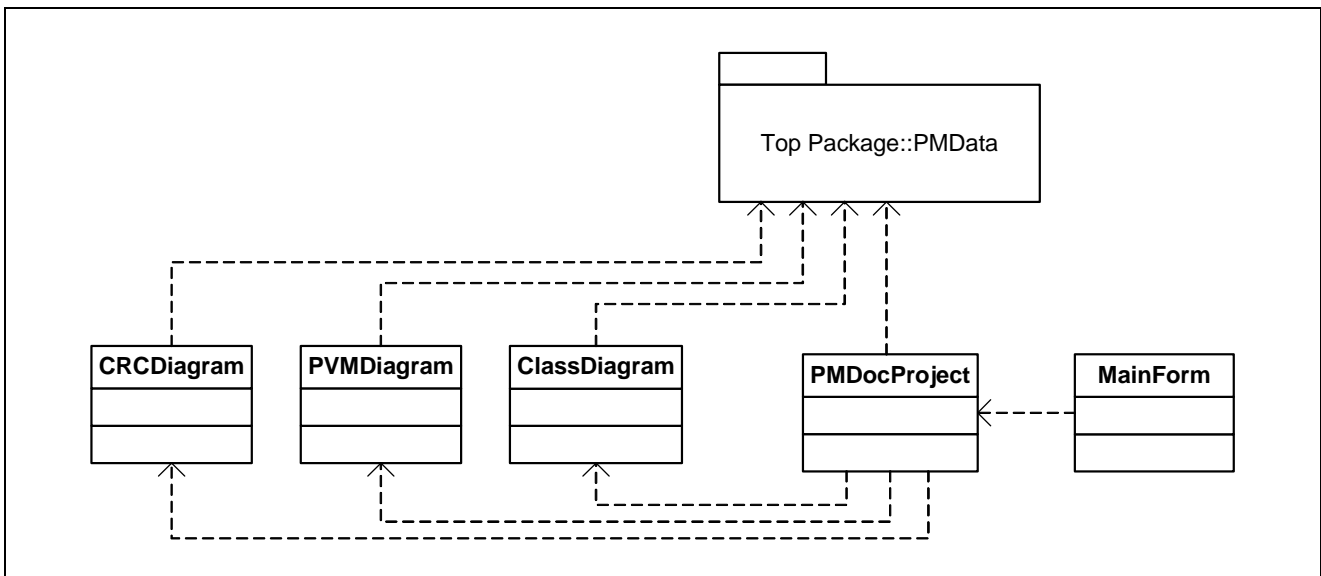 Top Package::PMData
CRCDiagram
PVMDiagram
ClassDiagram
PMDocProject
MainForm